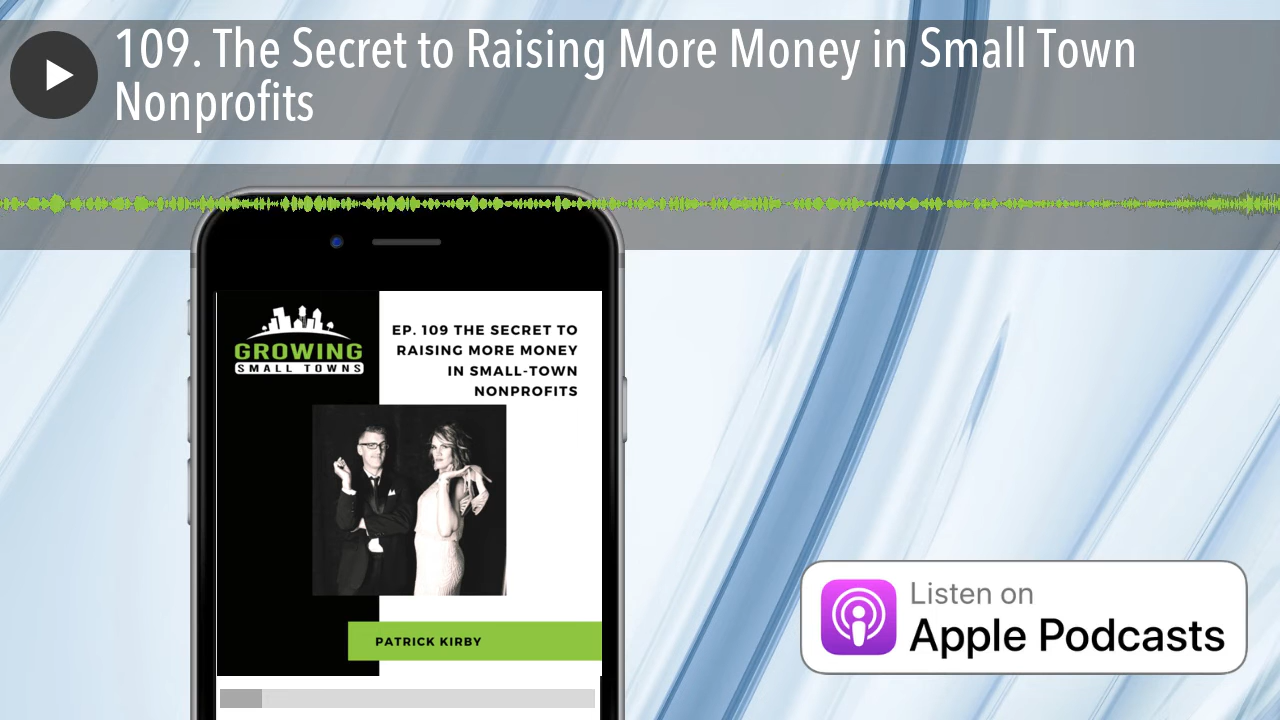 109. The Secret to Raising More Money in Small Town
Nonprofits
GROWING
SMALL TOWNS
EP. 109 THE SECRET TO
RAISING MORE MONEY
IN SMALL-TOWN
NONPROFITS
PATRICK KIRBY
Listen on
Apple Podcasts